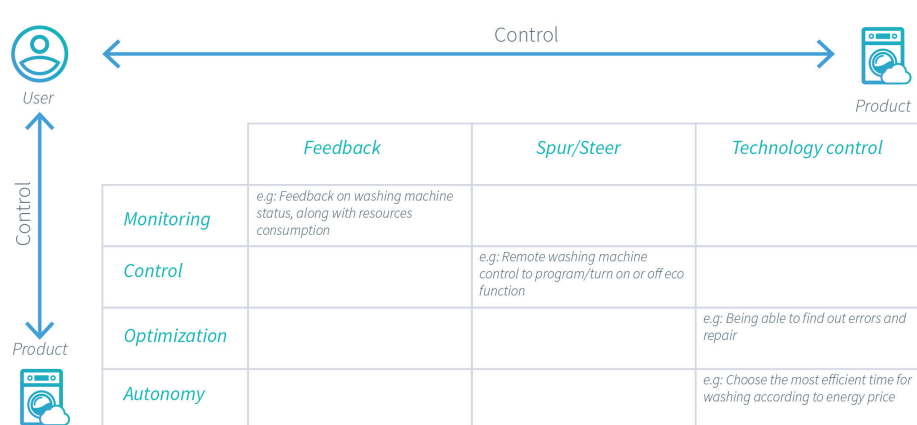 Control
User
Product
Feedback
Spur/Steer
Technology control
Control
Monitoring
e.g: Feedback on washing machine
status, along with resources
consumption
Control
e.g: Remote washing machine
control to program/turn on or off eco
function
Optimization
e.g: Being able to find out errors and
repair
Product
Autonomy
e.g: Choose the most efficient time for
washing according to energy price